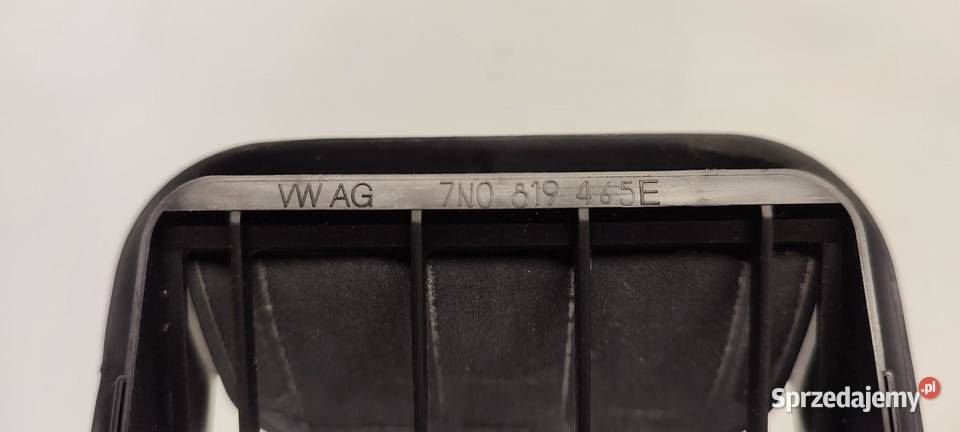 VW AG 7N0 819 465E
Sprzedajemy.pl